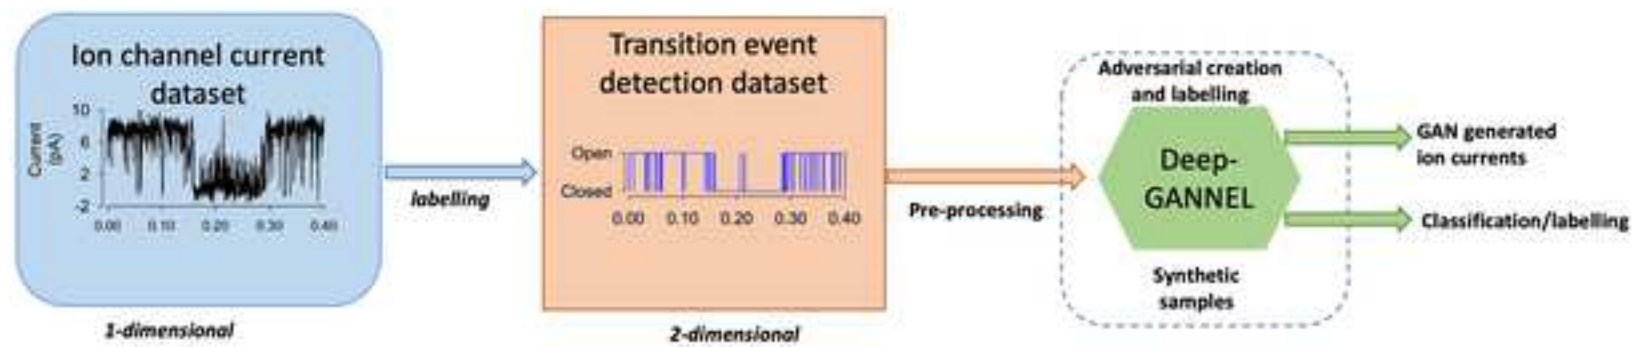 Ion channel current
dataset
Current
(pA)
10
6
2
-2
0.00 0.10 0.20 0.30 0.40
1-dimensional
labelling
Transition event
detection dataset
Open
Closed
0.00 0.10 0.20 0.30 0.40
2-dimensional
Pre-processing
Adversarial creation
and labelling
Deep-
GANNEL
Synthetic
samples
GAN generated
ion currents
Classification/labelling